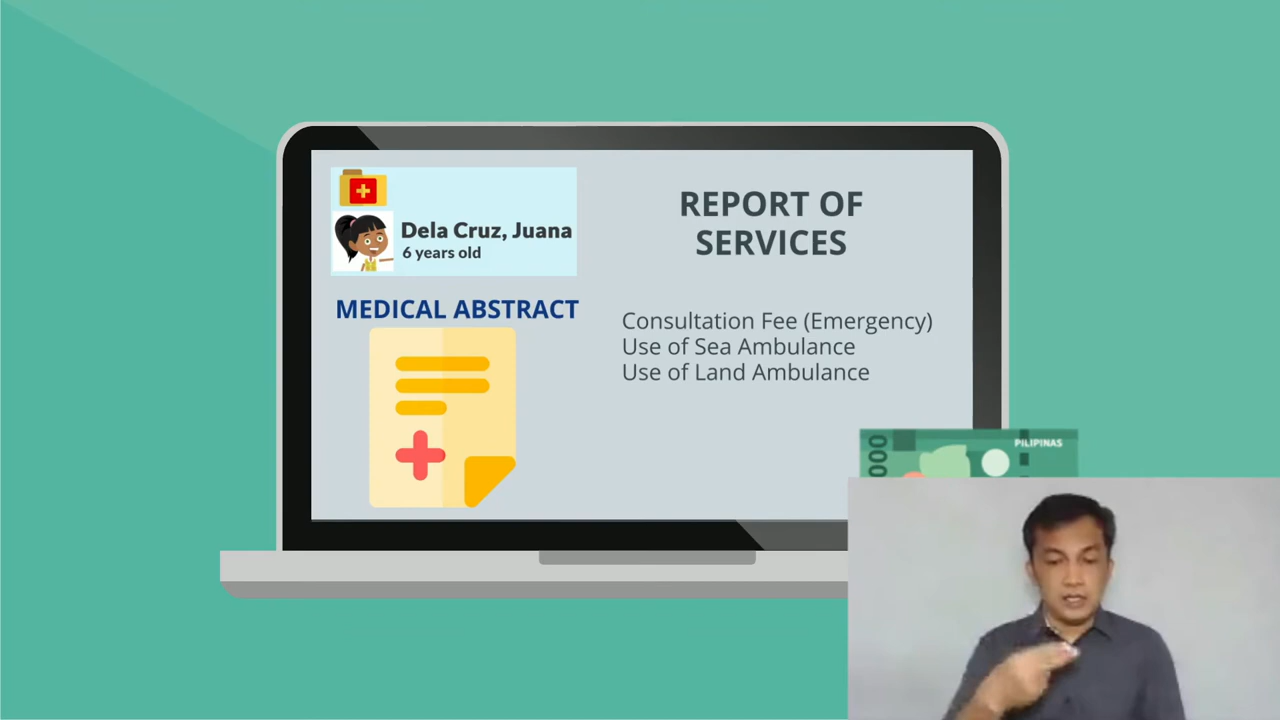 Dela Cruz, Juana
6 years old
MEDICAL ABSTRACT
REPORT OF
SERVICES
Consultation Fee (Emergency)
Use of Sea Ambulance
Use of Land Ambulance
PILIPINAS
000